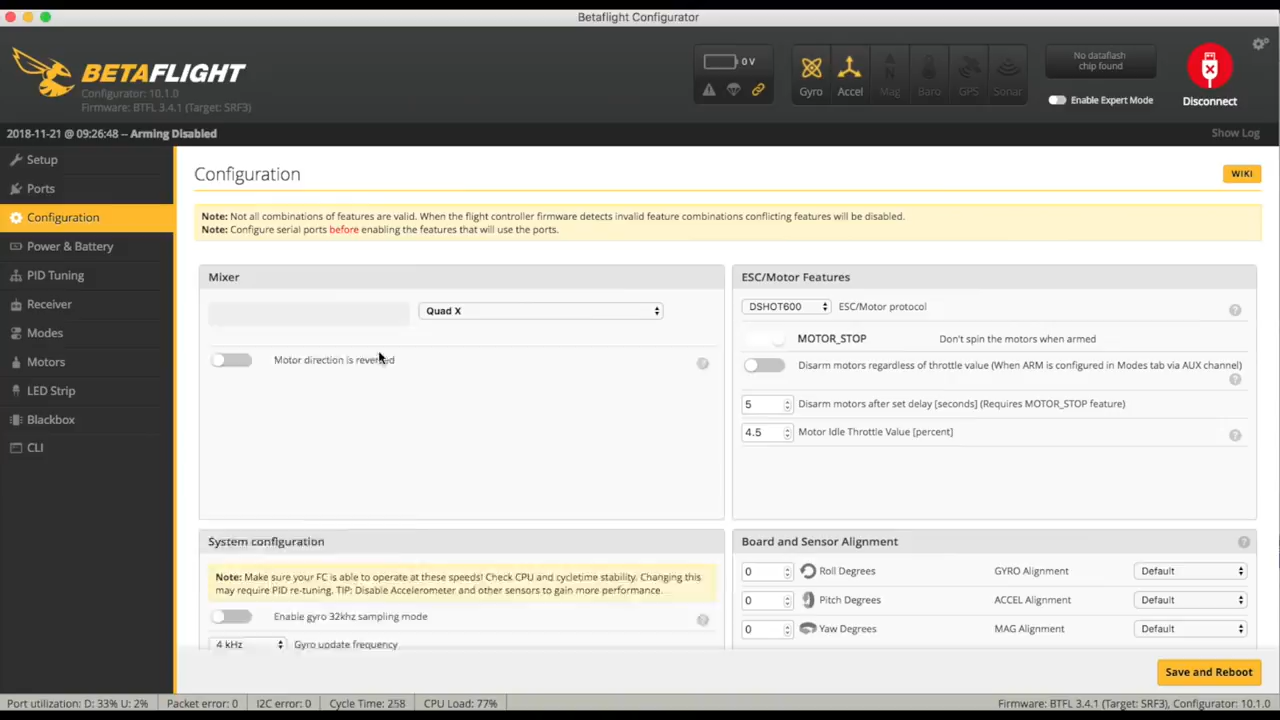 Betaflight Configurator
BETAFLIGHT
Configurator: 10.1.0
Firmware: BTFL 3.4.1 (Target: SRF3)
0 V
Gyro Accel Mag Baro GPS Sonar
No dataflash
chip found
Enable Expert Mode
Disconnect
2018-11-21 @ 09:26:48 -- Arming Disabled
Show Log
Setup
Ports
Configuration
Power & Battery
PID Tuning
Receiver
Modes
Motors
LED Strip
Blackbox
CLI
Configuration
WIKI
Note: Not all combinations of features are valid. When the flight controller firmware detects invalid feature combinations conflicting features will be disabled.
Note: Configure serial ports before enabling the features that will use the ports.
Mixer
Quad X
Motor direction is reversed
ESC/Motor Features
DSHOT600 ESC/Motor protocol
MOTOR_STOP Don't spin the motors when armed
Disarm motors regardless of throttle value (When ARM is configured in Modes tab via AUX channel)
5 Disarm motors after set delay [seconds] (Requires MOTOR_STOP feature)
4.5 Motor Idle Throttle Value [percent]
System configuration
Note: Make sure your FC is able to operate at these speeds! Check CPU and cycletime stability. Changing this
may require PID re-tuning. TIP: Disable Accelerometer and other sensors to gain more performance.
Enable gyro 32khz sampling mode
4 kHz Gyro update frequency
Board and Sensor Alignment
0 Roll Degrees GYRO Alignment Default
0 Pitch Degrees ACCEL Alignment Default
0 Yaw Degrees MAG Alignment Default
Save and Reboot
Port utilization: D: 33% U: 2% Packet error: 0 I2C error: 0 Cycle Time: 258 CPU Load: 77% Firmware: BTFL 3.4.1 (Target: SRF3), Configurator: 10.1.0